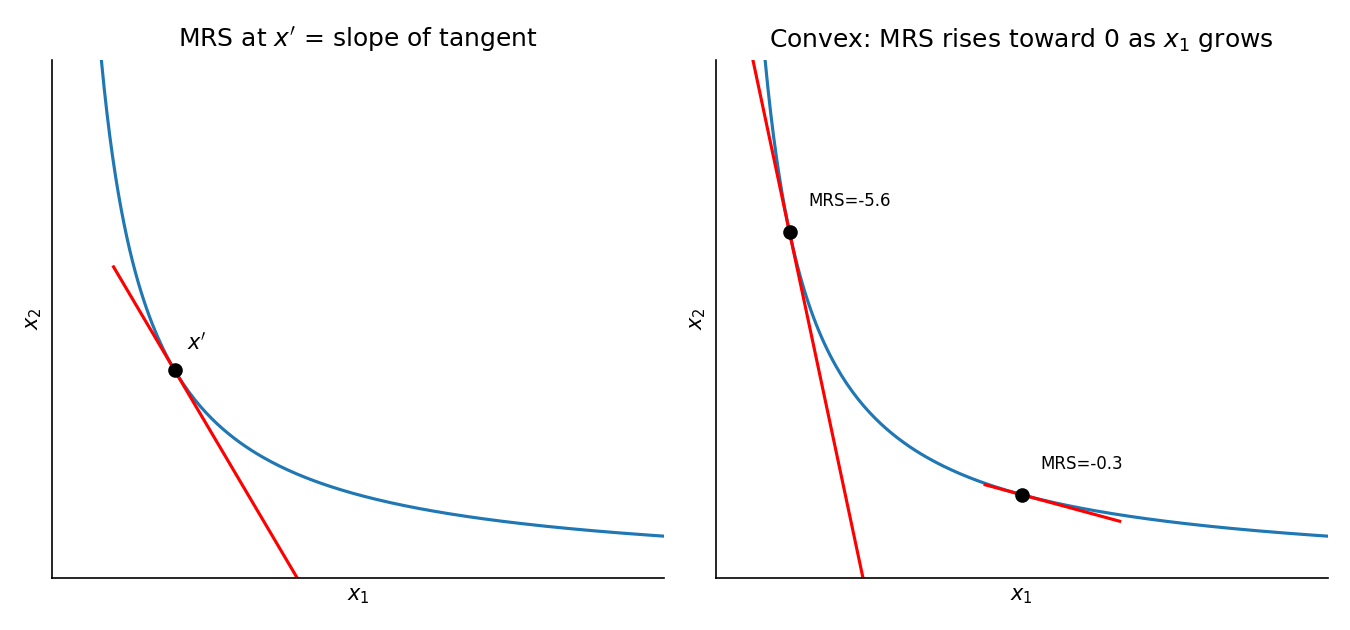 MRS at x′ = slope of tangent
x₂
x′
x₁
Convex: MRS rises toward 0 as x₁ grows
x₂
MRS=-5.6
MRS=-0.3
x₁